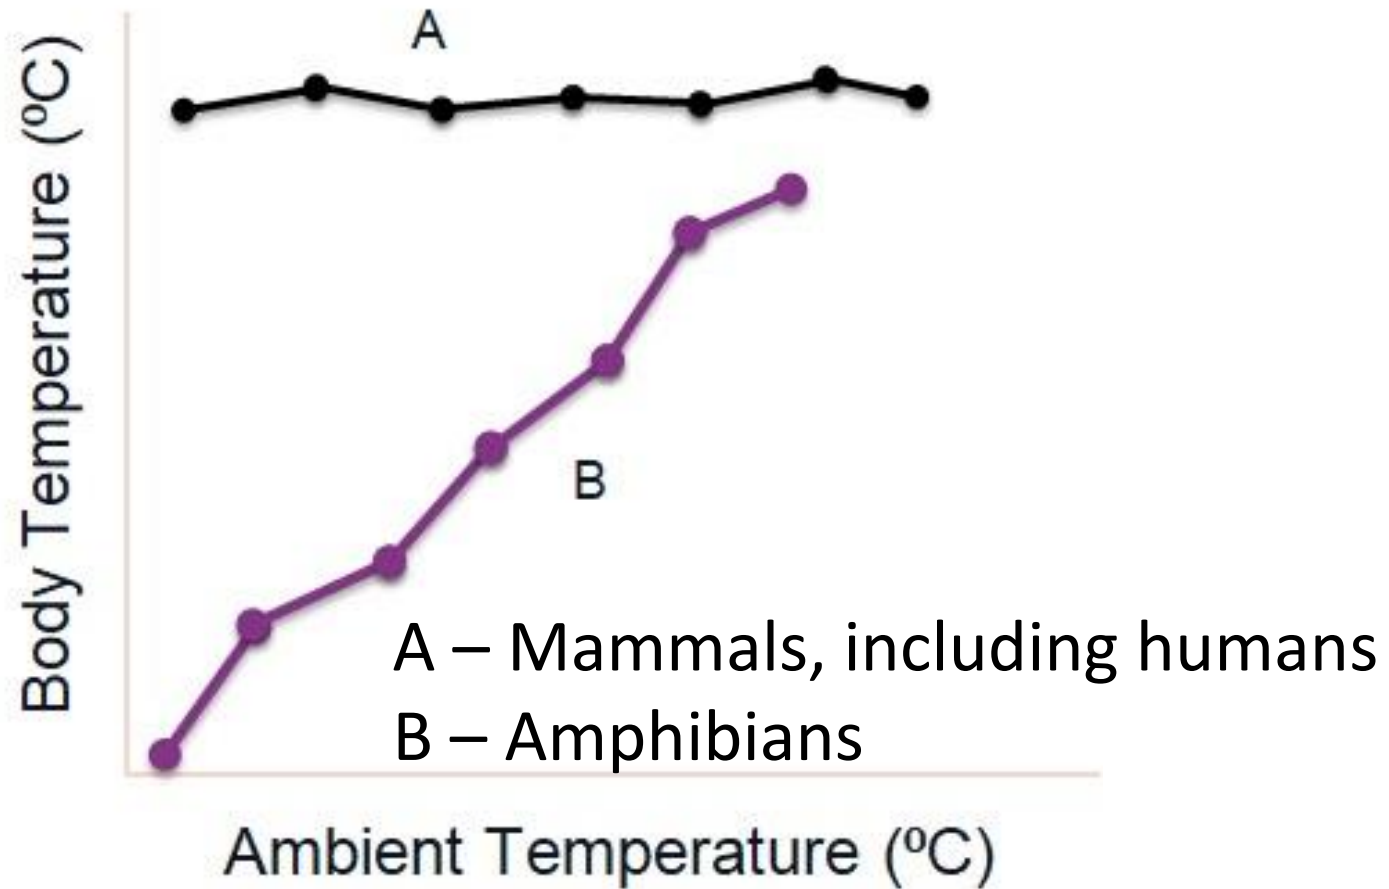 A
Body Temperature (ºC)
B
A – Mammals, including humans
B – Amphibians
Ambient Temperature (ºC)